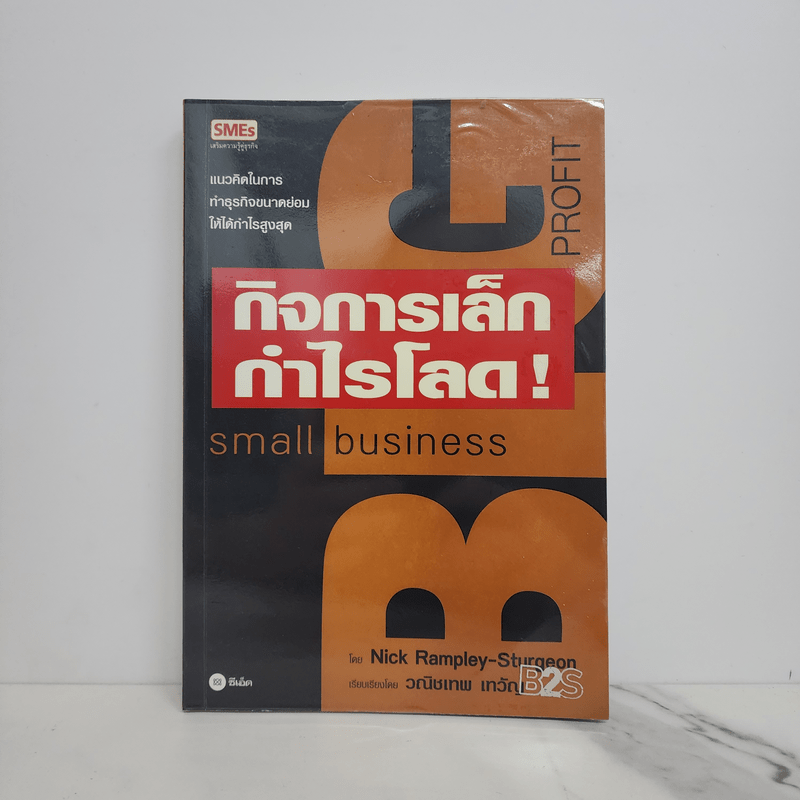 SMEs
เสริมความรู้คู่ธุรกิจ
แนวคิดในการ
ทำธุรกิจขนาดย่อม
ให้ได้กำไรสูงสุด
BIG
PROFIT
กิจการเล็ก
กำไรโลด!
small business
โดย Nick Rampley-Sturgeon
เรียบเรียงโดย วณิชเทพ
B2S
ซีเอ็ด